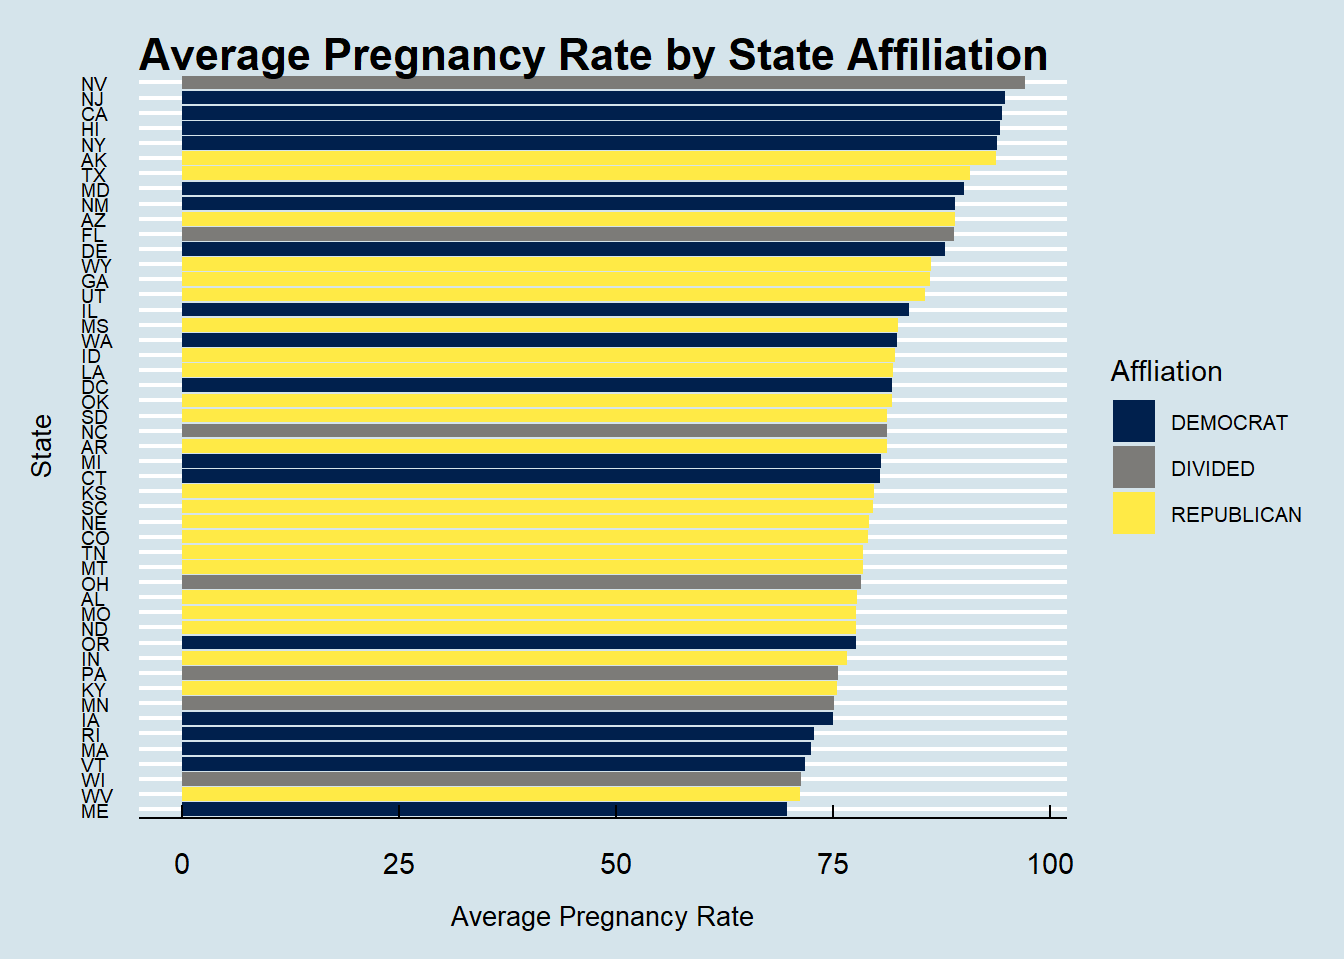 Average Pregnancy Rate by State Affiliation
NV
NJ
CA
HI
NY
AK
TX
MD
NM
AZ
FL
DE
WY
GA
UT
IL
MS
WA
ID
LA
DC
OK
SD
NC
AR
MI
CT
KS
SC
NE
CO
TN
MT
OH
AL
MO
ND
OR
IN
PA
KY
MN
IA
RI
MA
VT
WI
WV
ME
State
0 25 50 75 100
Average Pregnancy Rate
Affliation
DEMOCRAT
DIVIDED
REPUBLICAN